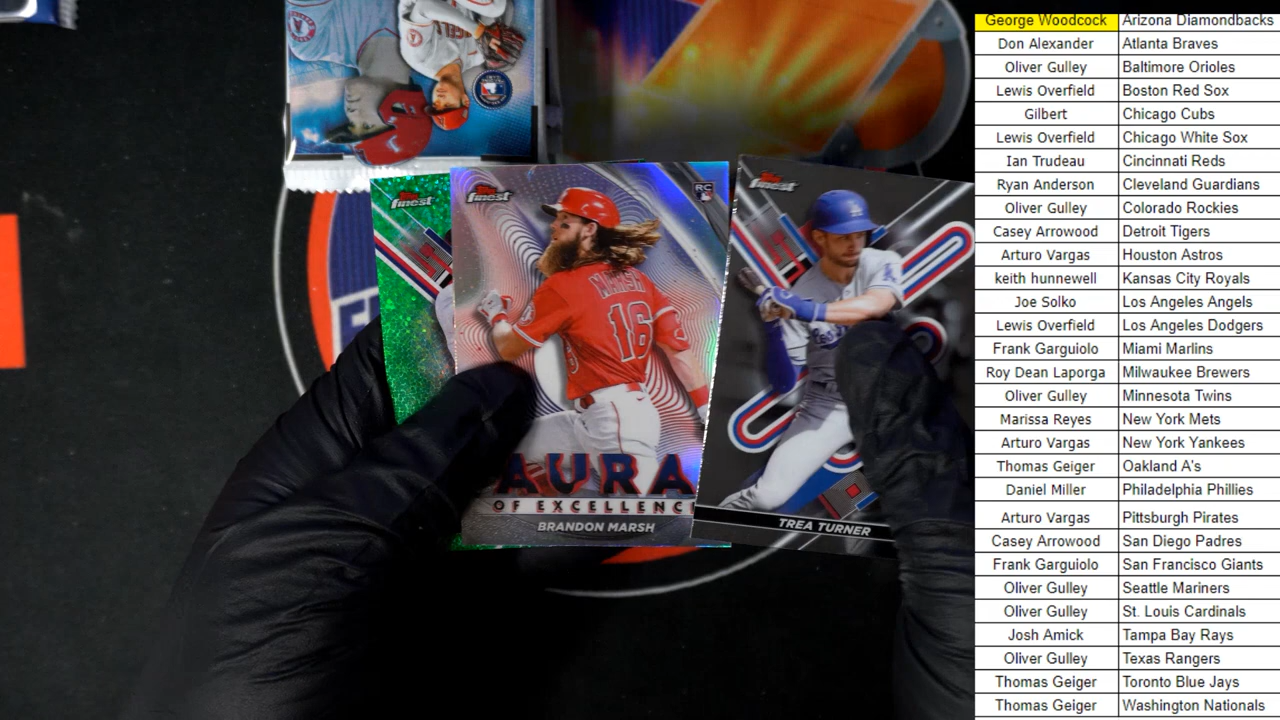 George Woodcock Arizona Diamondbacks
Don Alexander Atlanta Braves
Oliver Gulley Baltimore Orioles
Lewis Overfield Boston Red Sox
Gilbert Chicago Cubs
Lewis Overfield Chicago White Sox
Ian Trudeau Cincinnati Reds
Ryan Anderson Cleveland Guardians
Oliver Gulley Colorado Rockies
Casey Arrowood Detroit Tigers
Arturo Vargas Houston Astros
keith hunnewell Kansas City Royals
Joe Solko Los Angeles Angels
Lewis Overfield Los Angeles Dodgers
Frank Garguiolo Miami Marlins
Roy Dean Laporga Milwaukee Brewers
Oliver Gulley Minnesota Twins
Marissa Reyes New York Mets
Arturo Vargas New York Yankees
Thomas Geiger Oakland A's
Daniel Miller Philadelphia Phillies
Arturo Vargas Pittsburgh Pirates
Casey Arrowood San Diego Padres
Frank Garguiolo San Francisco Giants
Oliver Gulley Seattle Mariners
Oliver Gulley St. Louis Cardinals
Josh Amick Tampa Bay Rays
Oliver Gulley Texas Rangers
Thomas Geiger Toronto Blue Jays
Thomas Geiger Washington Nationals
Topps
finest
Topps
finest
RC
MARSH
16
AURA
OF EXCELLENCE
BRANDON MARSH
Topps
finest
TREA TURNER